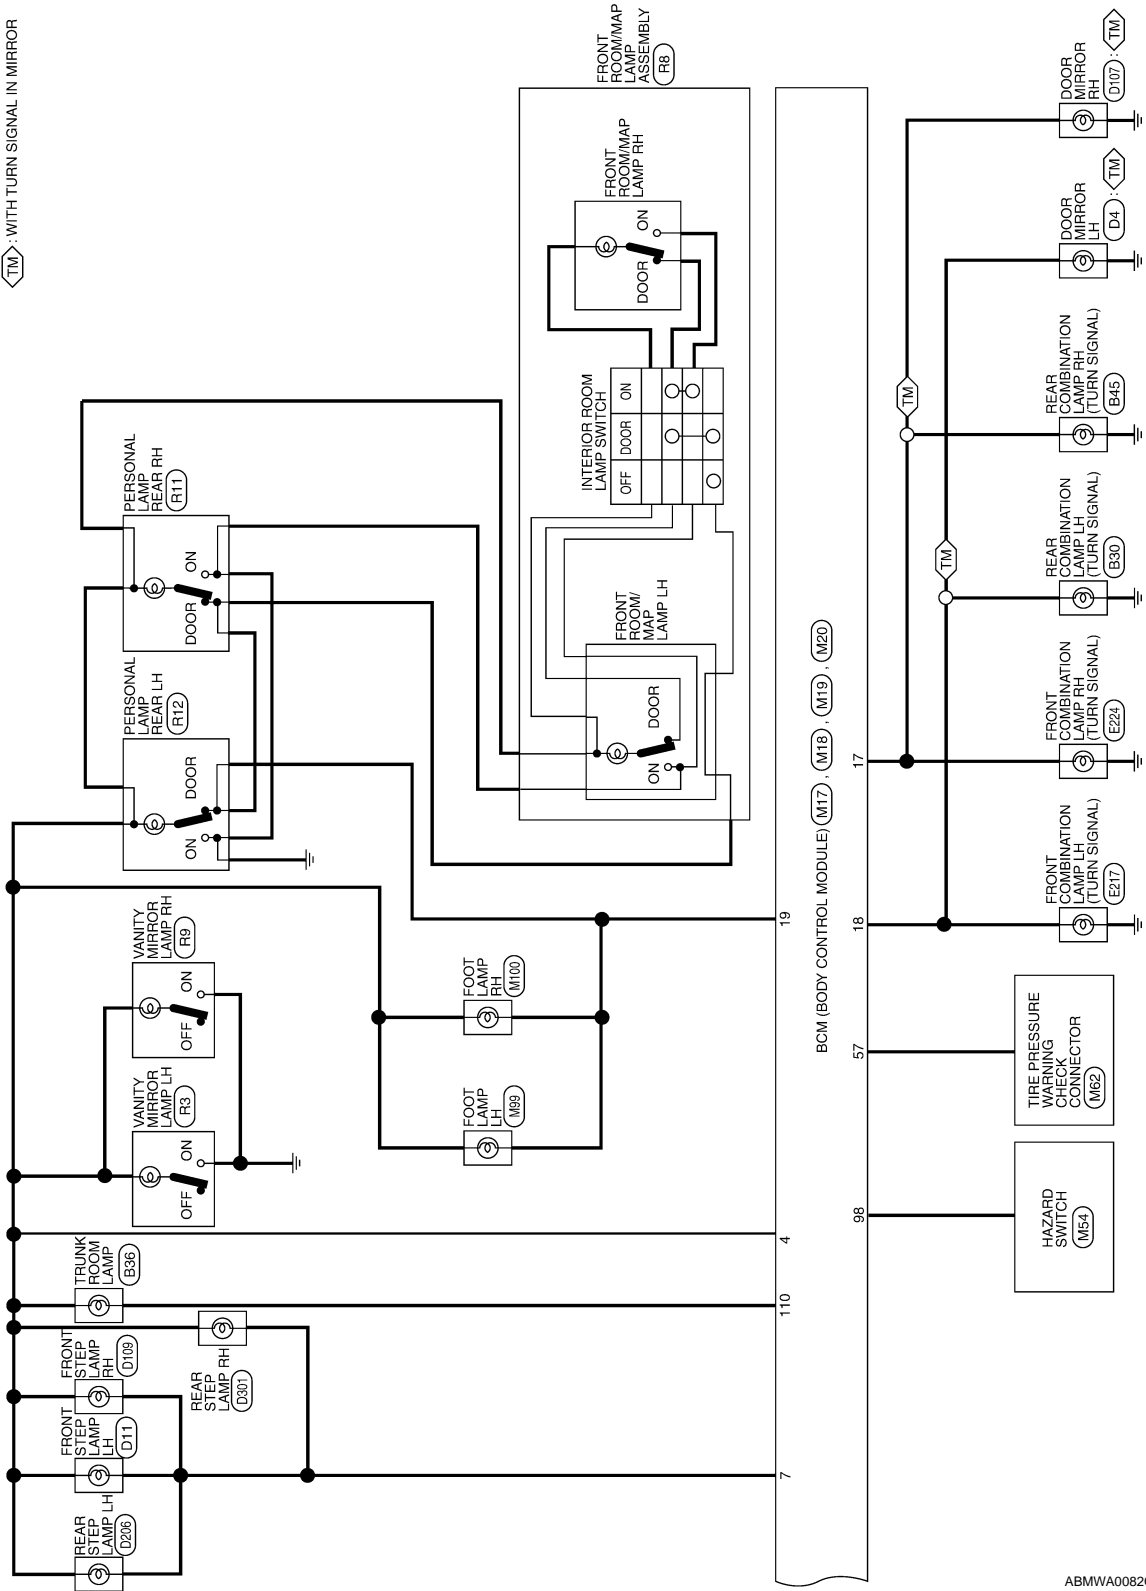 TM : WITH TURN SIGNAL IN MIRROR
PERSONAL
LAMP
REAR RH
R11
ON
DOOR
PERSONAL
LAMP
REAR LH
R12
DOOR
ON
VANITY
MIRROR
LAMP RH
R9
ON
OFF
VANITY
MIRROR
LAMP LH
R3
ON
OFF
TRUNK
ROOM
LAMP
B36
FRONT
STEP
LAMP
RH
D109
FRONT
STEP
LAMP
LH
D11
REAR
STEP
LAMP LH
D206
REAR
STEP
LAMP RH
D301
FRONT
ROOM/MAP
LAMP
ASSEMBLY
R8
FRONT
ROOM/MAP
LAMP RH
ON
DOOR
INTERIOR ROOM
LAMP SWITCH
OFF
DOOR
ON
FRONT
ROOM/
MAP
LAMP LH
DOOR
ON
FOOT
LAMP
RH
M100
FOOT
LAMP
LH
M99
19
4
110
7
BCM (BODY CONTROL MODULE) M17 , M18 , M19 , M20
17
18
57
98
TM
TM
DOOR
MIRROR
RH
D107 : TM
DOOR
MIRROR
LH
D4 : TM
REAR
COMBINATION
LAMP RH
(TURN SIGNAL)
B45
REAR
COMBINATION
LAMP LH
(TURN SIGNAL)
B30
FRONT
COMBINATION
LAMP RH
(TURN SIGNAL)
E224
FRONT
COMBINATION
LAMP LH
(TURN SIGNAL)
E217
TIRE PRESSURE
WARNING
CHECK
CONNECTOR
M62
HAZARD
SWITCH
M54